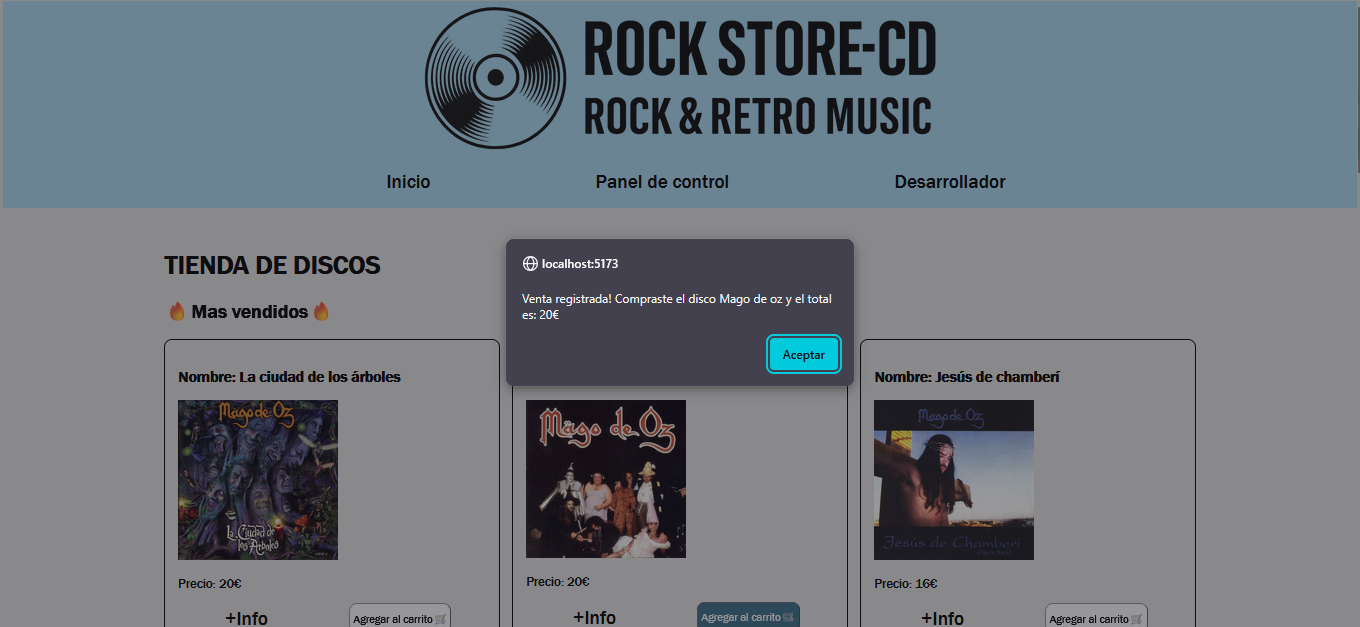 ROCK STORE-CD
ROCK & RETRO MUSIC
Inicio
Panel de control
Desarrollador
TIENDA DE DISCOS
🔥 Mas vendidos 🔥
localhost:5173
Venta registrada! Compraste el disco Mago de oz y el total
es: 20€
Aceptar
Nombre: La ciudad de los árboles
Mägo de Oz
La Ciudad de
los Árboles
Precio: 20€
+Info
Agregar al carrito 🛒
Mägo de Oz
Precio: 20€
+Info
Agregar al carrito 🛒
Nombre: Jesús de chamberí
Mägo de Oz
Jesús de Chamberí
Precio: 16€
+Info
Agregar al carrito 🛒